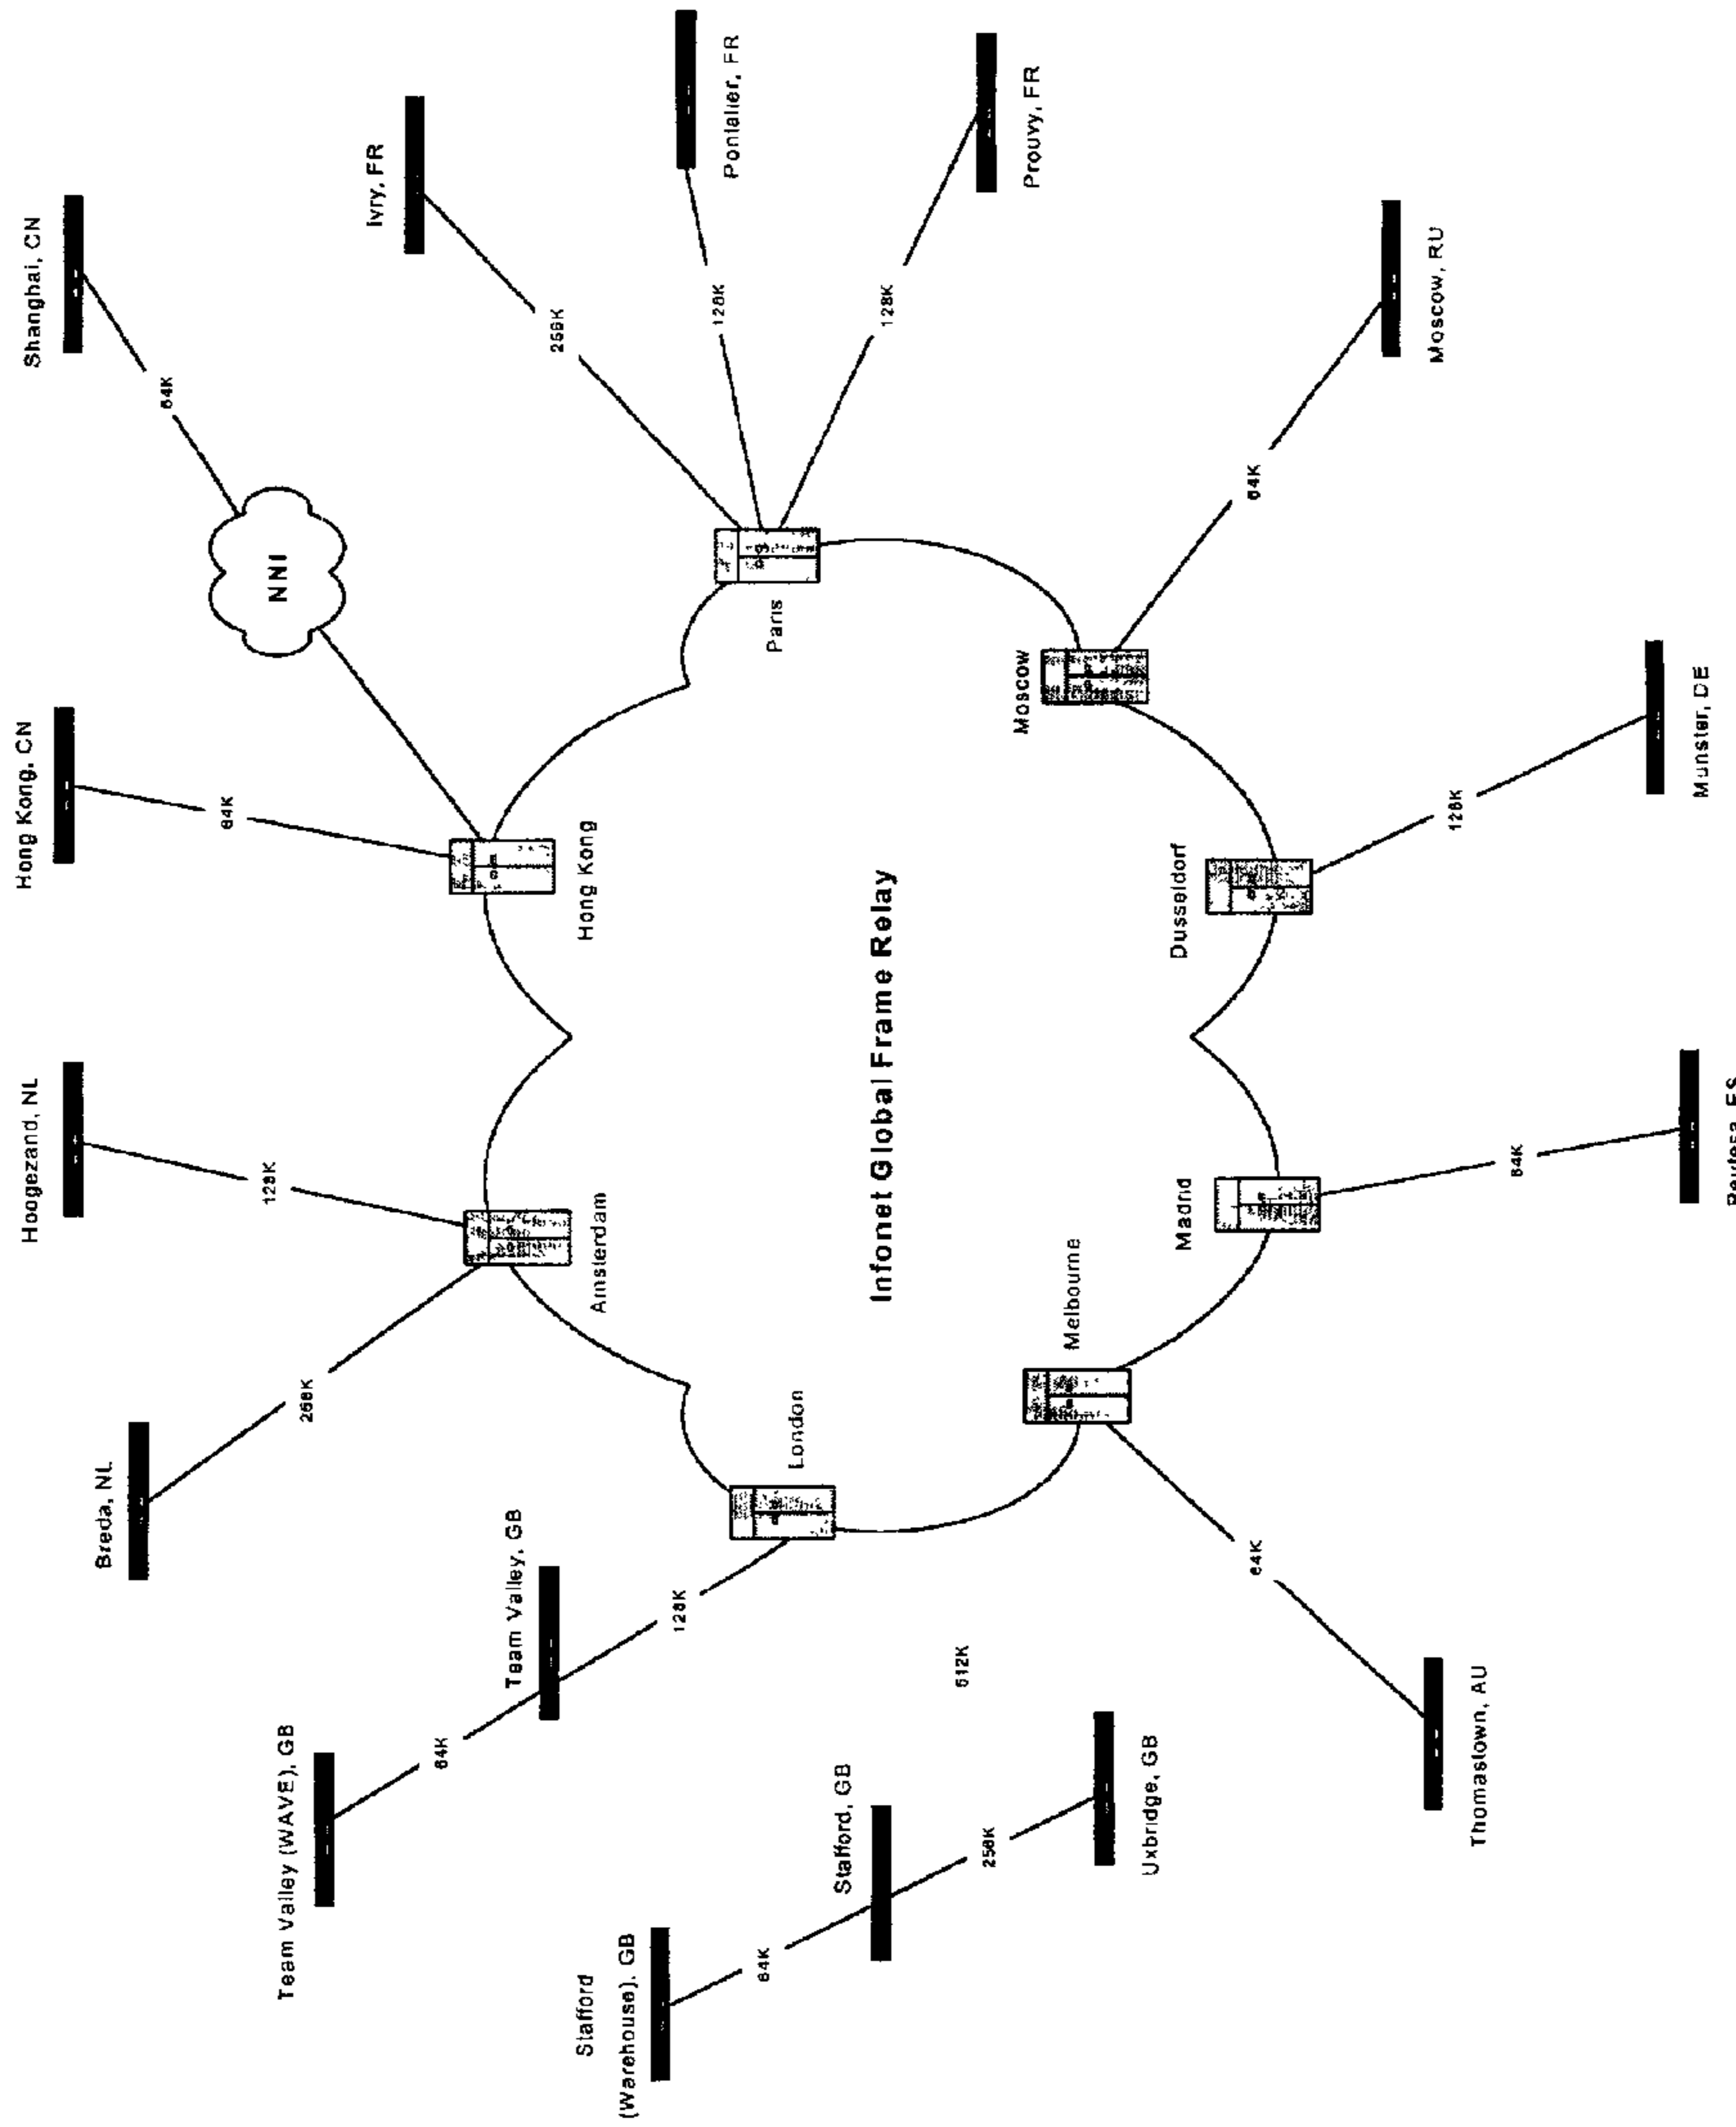 Team Valley (WAVE), GB
Breda, NL
Hoogezand, NL
Hong Kong, CN
Shanghai, CN
64K
64K
NNI
64K
Team Valley, GB
256K
128K
Ivry, FR
256K
Stafford
(Warehouse), GB
128K
Amsterdam
Hong Kong
Pontalier, FR
128K
64K
London
Paris
128K
Prouvy, FR
Stafford, GB
512K
Infonet Global Frame Relay
256K
Melbourne
Moscow
Uxbridge, GB
64K
Madrid
Dusseldorf
64K
Moscow, RU
Thomastown, AU
64K
128K
Munster, DE